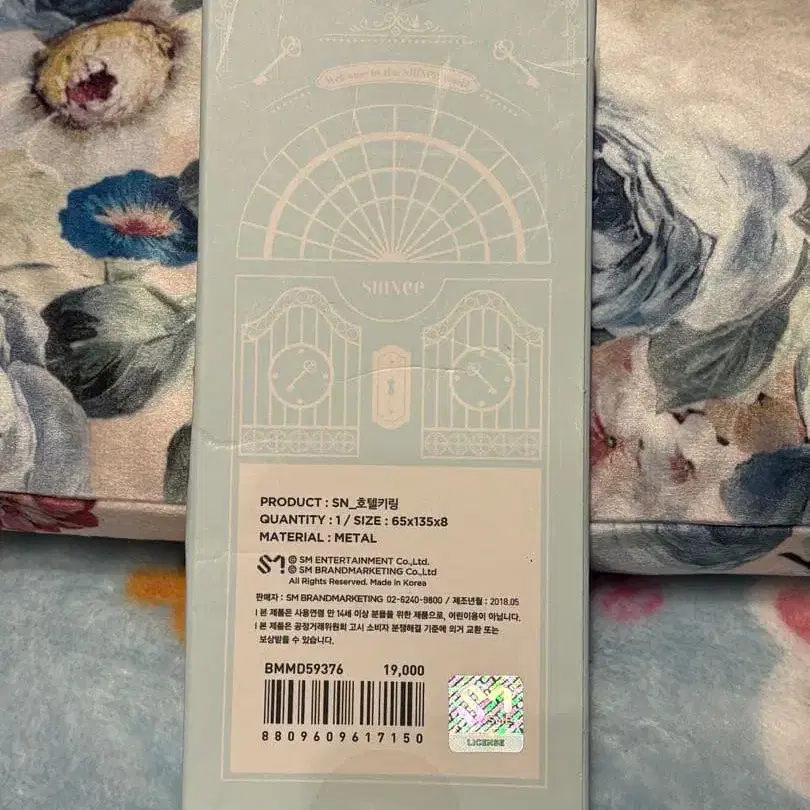 Welcome to the SHINee World
SHINee
PRODUCT : SN_호텔키링
QUANTITY : 1 / SIZE : 65x135x8
MATERIAL : METAL
SM! © SM ENTERTAINMENT Co.,Ltd.
© SM BRANDMARKETING Co.,Ltd
All Rights Reserved. Made in Korea
판매자 : SM BRANDMARKETING 02-6240-9800 / 제조년월 : 2018.05
본 제품은 사용연령 만 14세 이상 분들을 위한 제품으로, 어린이용이 아닙니다.
본 제품은 공정거래위원회 고시 소비자 분쟁해결 기준에 의거 교환 또는
보상받을 수 있습니다.
BMMD59376 19,000
8809609617150
SM
LICENSE